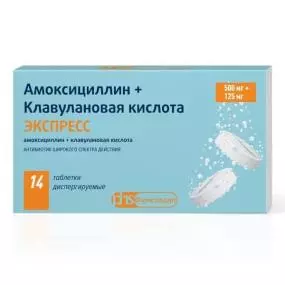 Амоксициллин +
Клавулановая кислота
ЭКСПРЕСС
500 мг +
125 мг
амоксициллин + клавулановая кислота
АНТИБИОТИК ШИРОКОГО СПЕКТРА ДЕЙСТВИЯ
14 таблетки
диспергируемые